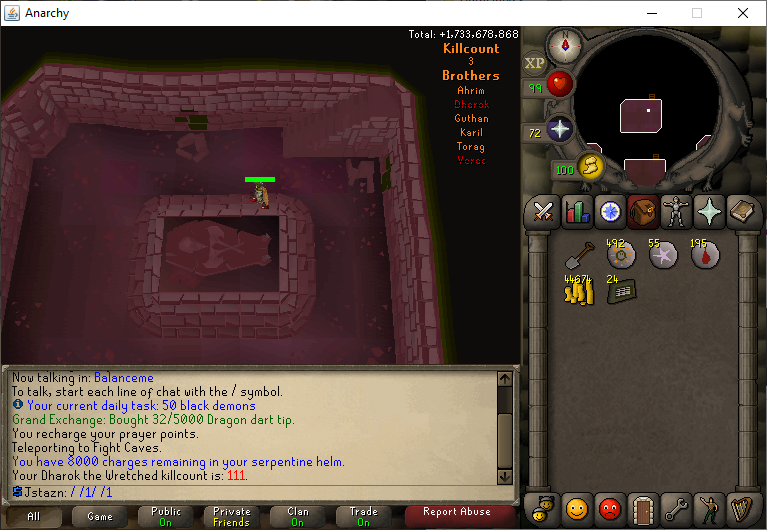 Anarchy
Total: +1,733,678,868
Killcount
3
Brothers
Ahrim
Dharok
Guthan
Karil
Torag
Verac
N
XP
99
72
100
492
55
195
44674
24
Now talking in: Balanceme
To talk, start each line of chat with the / symbol.
Your current daily task: 50 black demons
Grand Exchange: Bought 32/5000 Dragon dart tip.
You recharge your prayer points.
Teleporting to Fight Caves.
You have 8000 charges remaining in your serpentine helm.
Your Dharok the Wretched killcount is: 111.
Jstazn: / /1/ /1
All
Game
Public
On
Private
Friends
Clan
On
Trade
On
Report Abuse